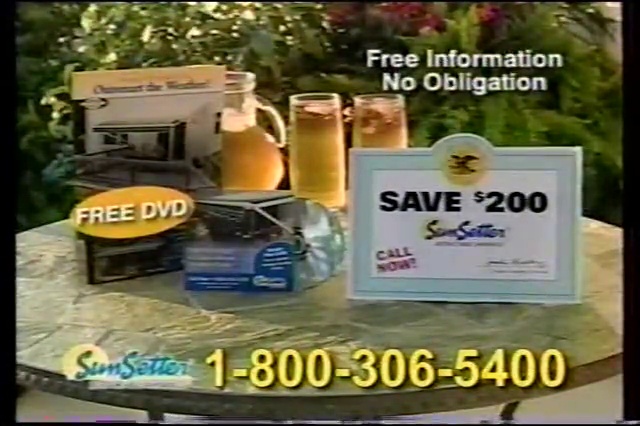 Free Information
No Obligation
Outsmart the Weather!
FREE DVD
SAVE $200
SunSetter
CALL
NOW!
SunSetter
1-800-306-5400